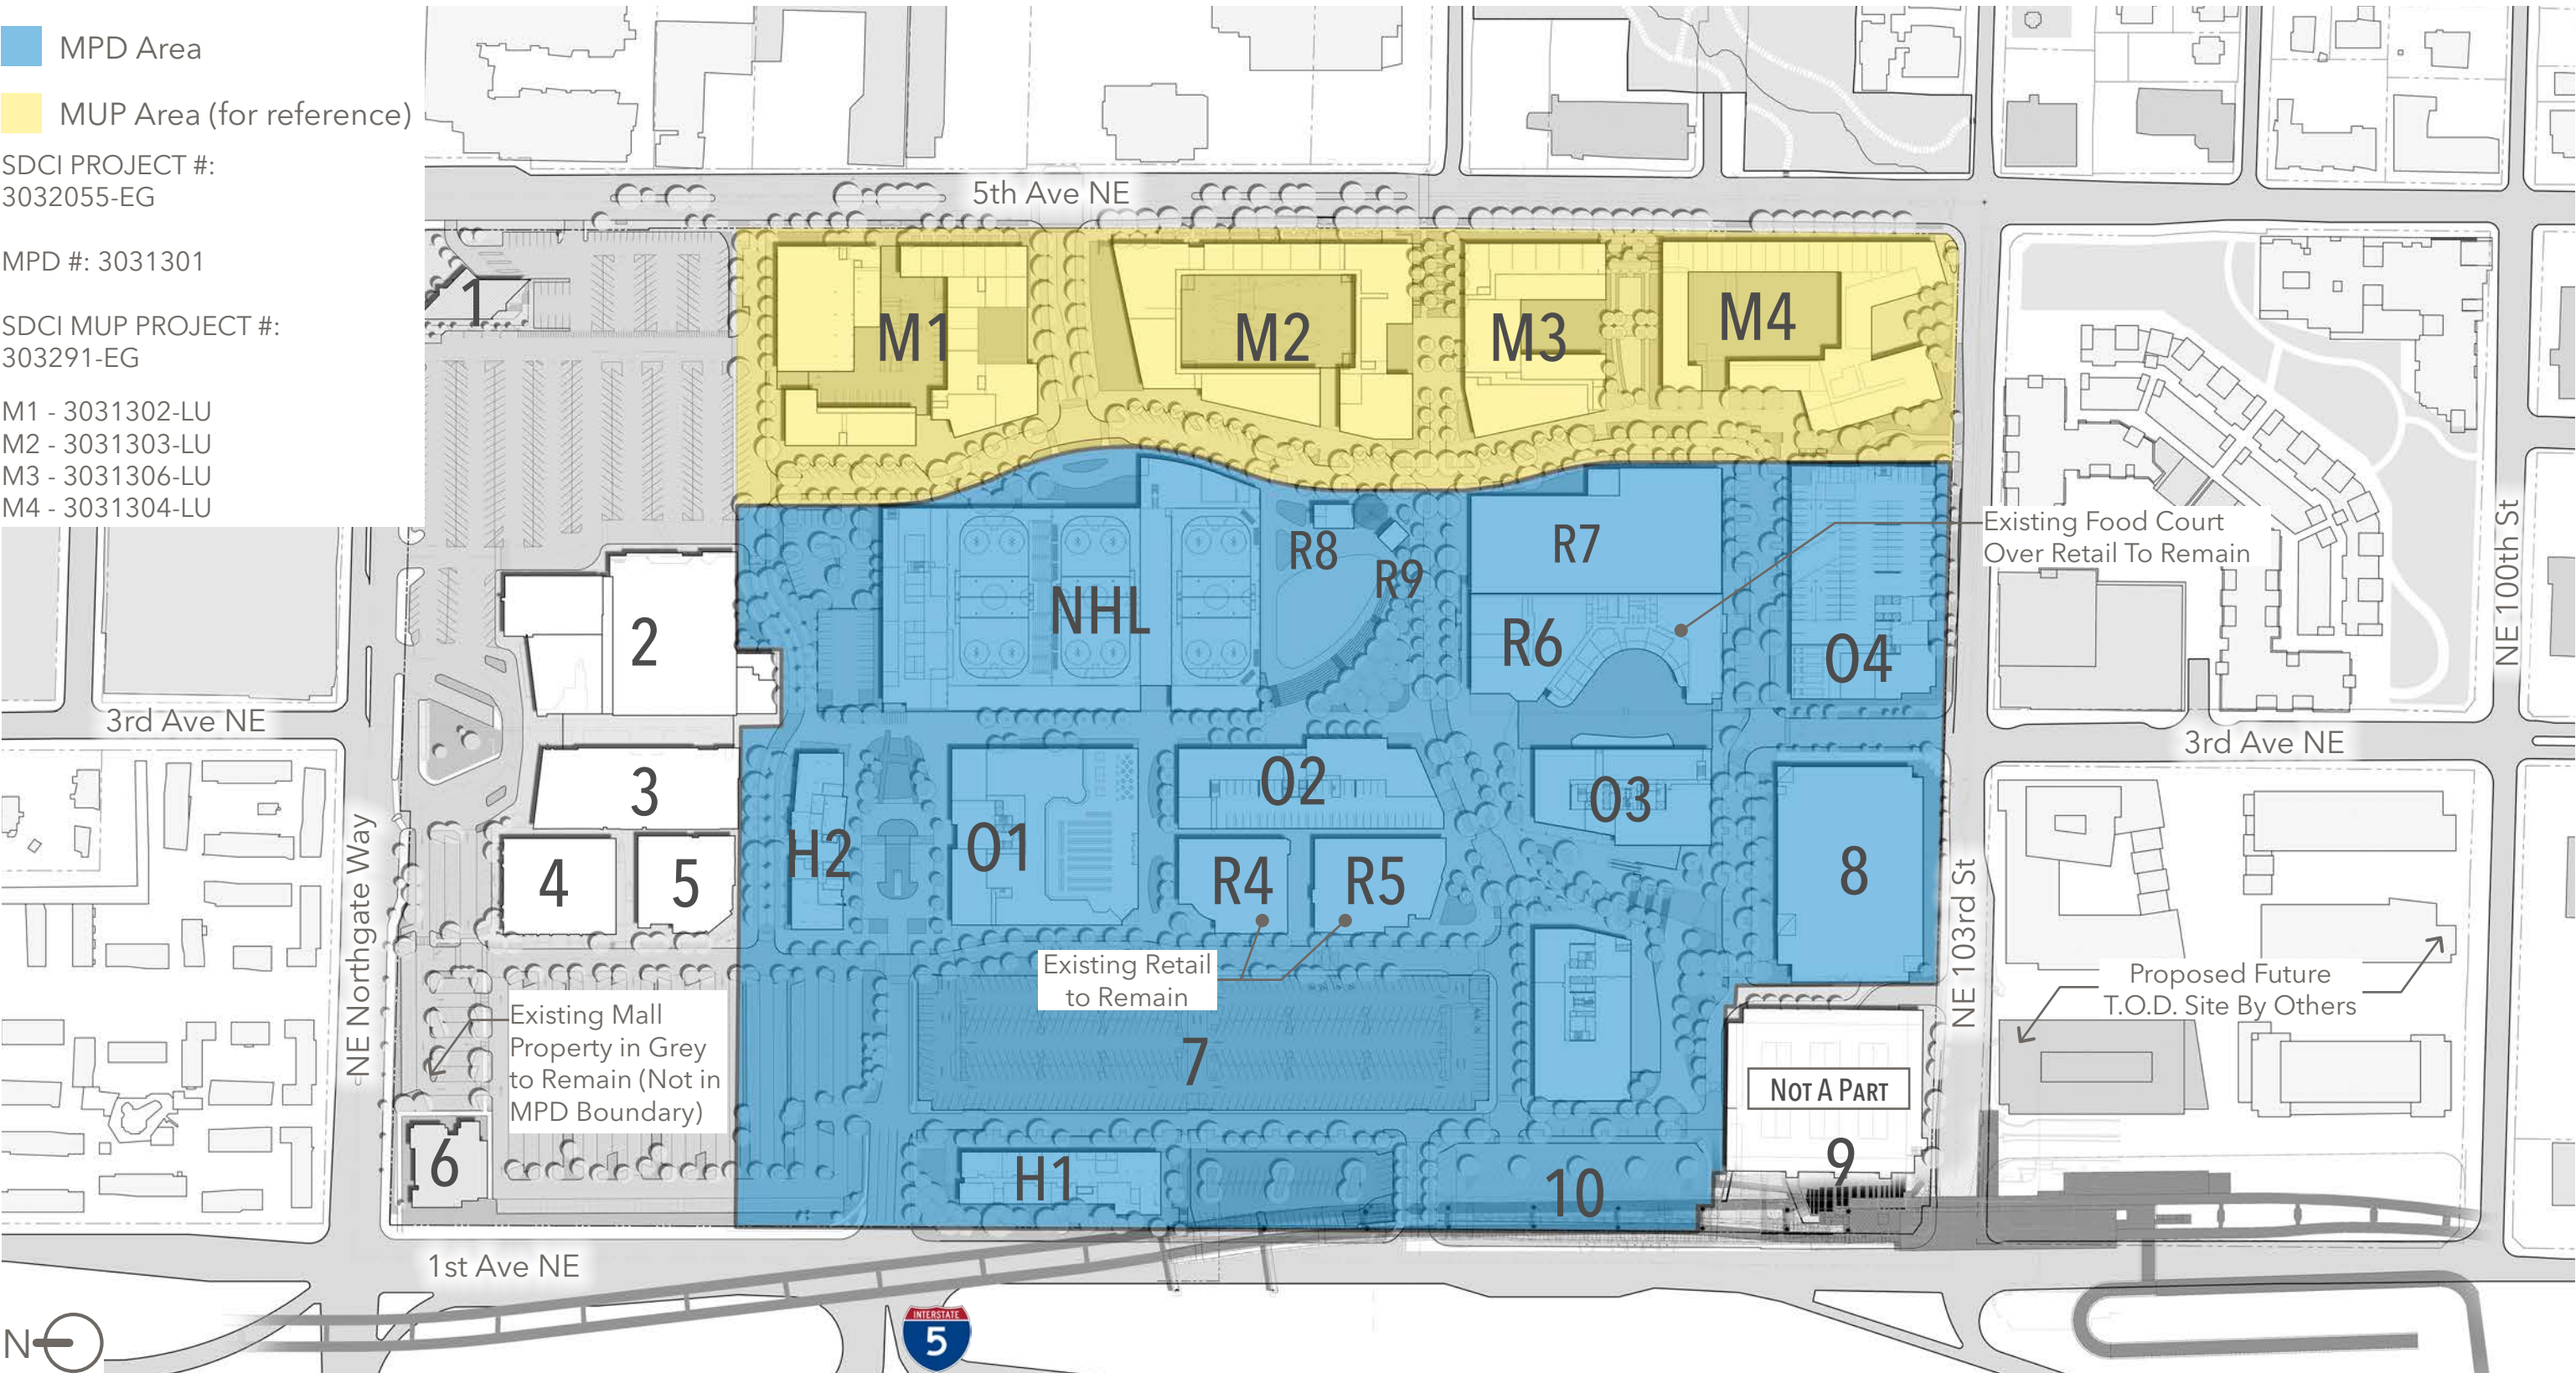 MPD Area
MUP Area (for reference)
SDCI PROJECT #:
3032055-EG
MPD #: 3031301
SDCI MUP PROJECT #:
303291-EG
M1 - 3031302-LU
M2 - 3031303-LU
M3 - 3031306-LU
M4 - 3031304-LU
5th Ave NE
1
M1
M2
M3
M4
NE 100th St
Existing Food Court
Over Retail To Remain
R8
R9
R7
NHL
R6
O4
2
3rd Ave NE
3rd Ave NE
3
O2
O3
H2
O1
4
5
R4
R5
8
NE Northgate Way
NE 103rd St
Existing Retail
to Remain
Proposed Future
T.O.D. Site By Others
Existing Mall
Property in Grey
to Remain (Not in
MPD Boundary)
7
NOT A PART
6
H1
10
9
1st Ave NE
INTERSTATE
5
N